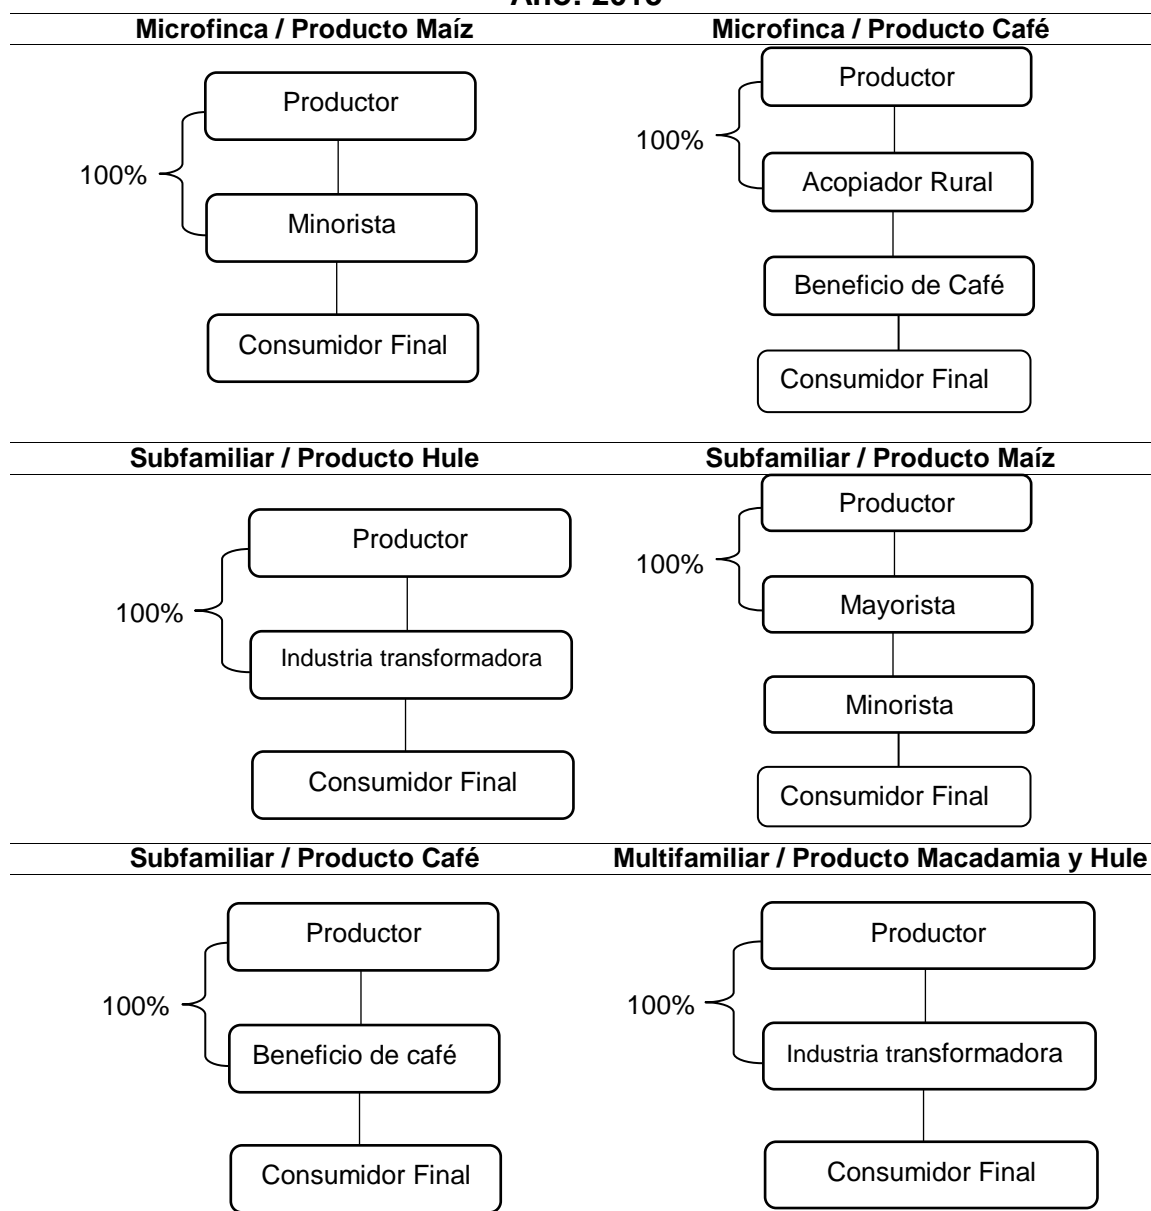 Microfinca / Producto Maíz
Microfinca / Producto Café
Productor
100%
Minorista
Consumidor Final
Productor
100%
Acopiador Rural
Beneficio de Café
Consumidor Final
Subfamiliar / Producto Hule
Subfamiliar / Producto Maíz
Productor
100%
Industria transformadora
Consumidor Final
Productor
100%
Mayorista
Minorista
Consumidor Final
Subfamiliar / Producto Café
Multifamiliar / Producto Macadamia y Hule
Productor
100%
Beneficio de café
Consumidor Final
Productor
100%
Industria transformadora
Consumidor Final